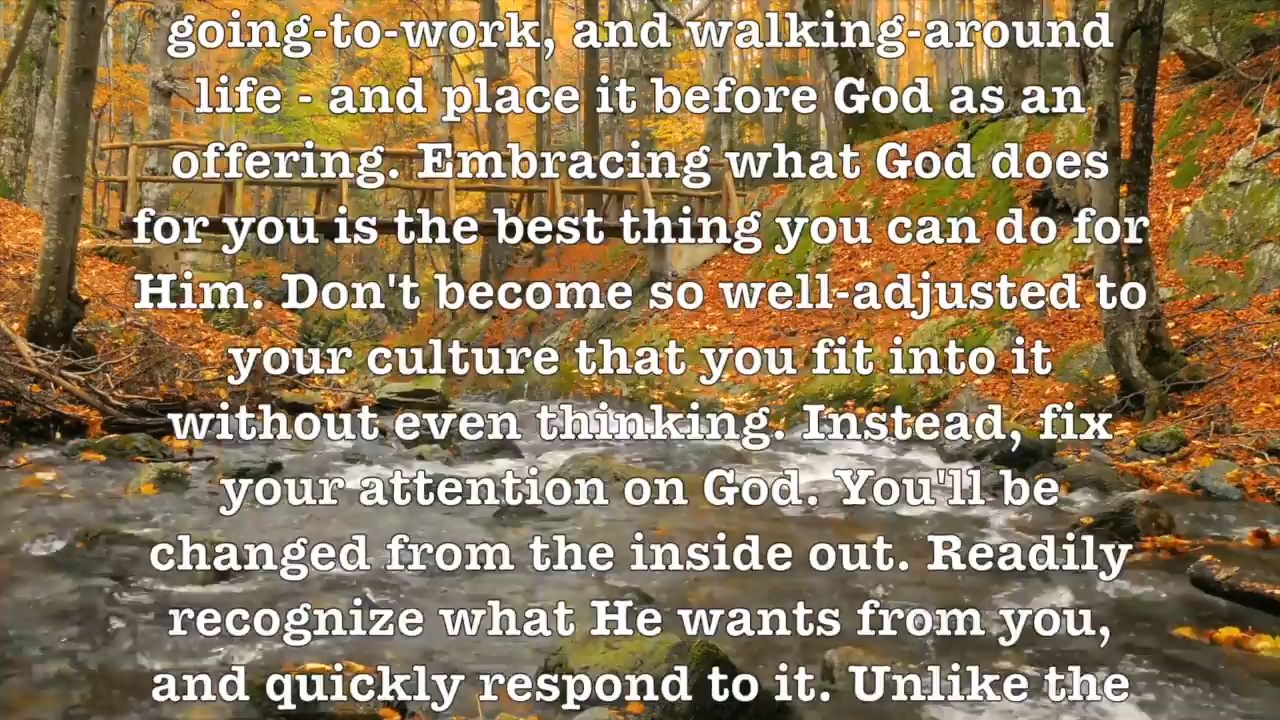 going-to-work, and walking-around
life - and place it before God as an
offering. Embracing what God does
for you is the best thing you can do for
Him. Don't become so well-adjusted to
your culture that you fit into it
without even thinking. Instead, fix
your attention on God. You'll be
changed from the inside out. Readily
recognize what He wants from you,
and quickly respond to it. Unlike the